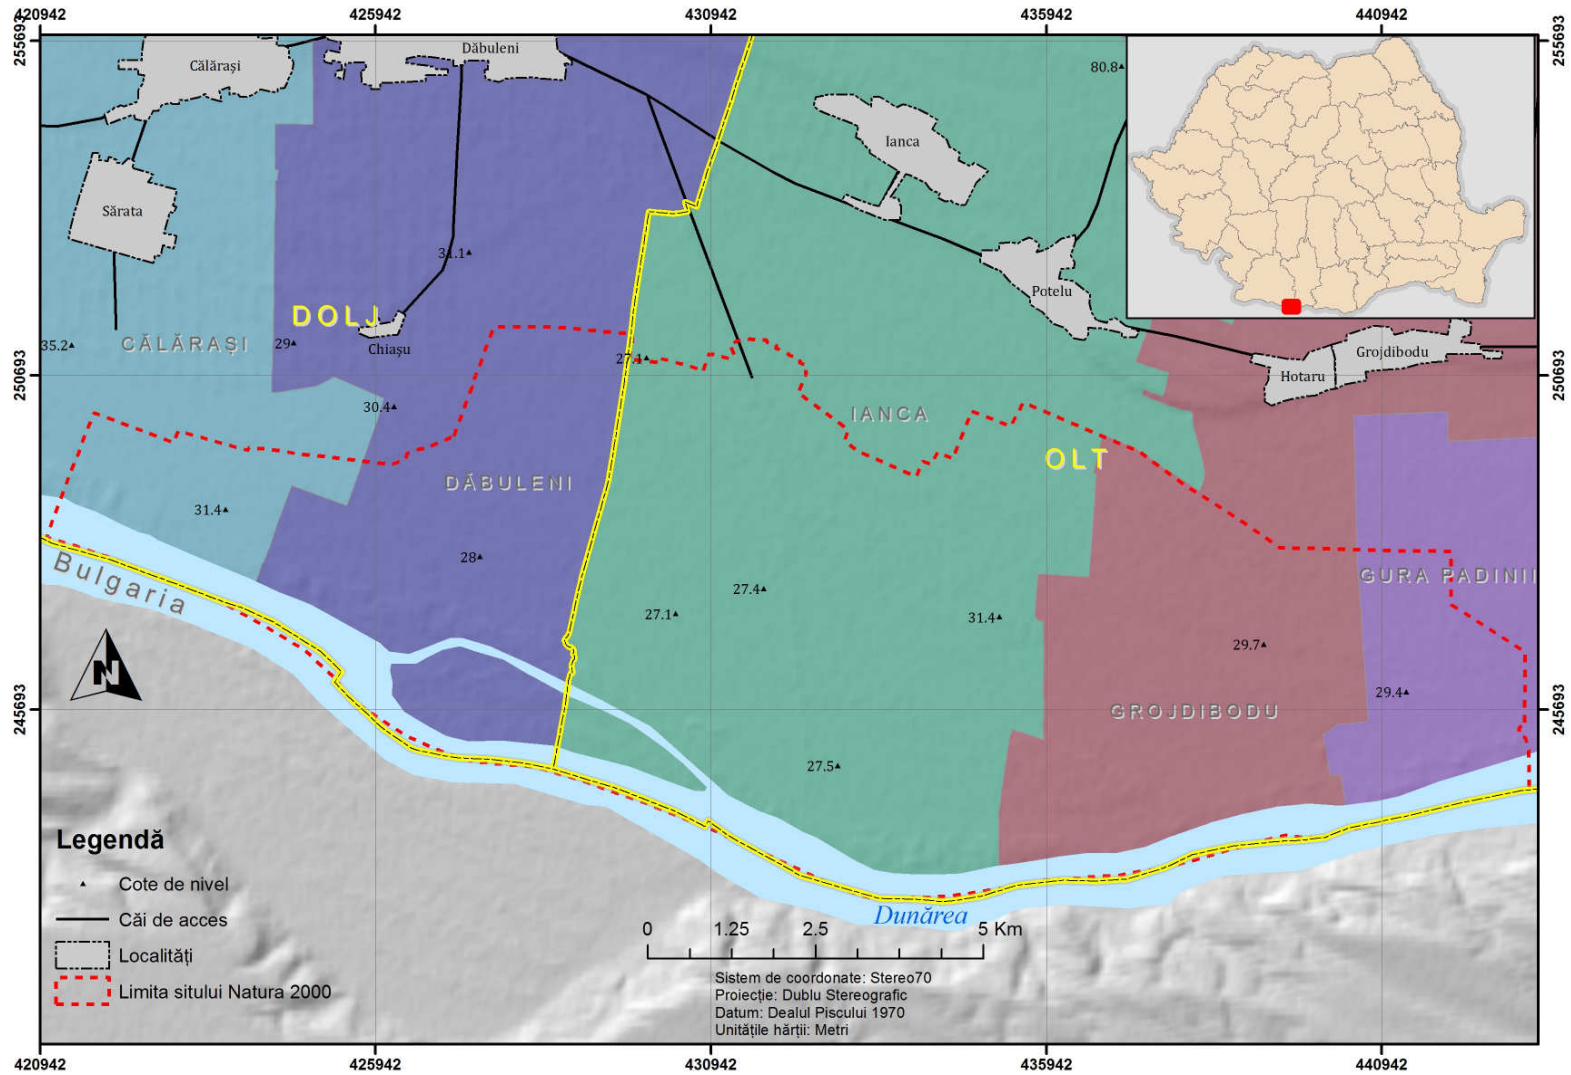 420942
425942
430942
435942
440942
255693
255693
Călărași
Dăbuleni
80.8
Ianca
Sărata
31.1
Potelu
DOLJ
35.2
CĂLĂRAȘI
29
Chiașu
27.1
Grojdibodu
Hotaru
250693
250693
30.4
IANCA
OLT
DĂBULENI
31.4
28
Bulgaria
GURA PADINII
27.4
27.1
31.4
29.7
N
29.4
245693
245693
GROJDIBODU
27.5
Legendă
Cote de nivel
Căi de acces
Localități
Limita sitului Natura 2000
Dunărea
0 1.25 2.5 5 Km
Sistem de coordonate: Stereo70
Proiecție: Dublu Stereografic
Datum: Dealul Piscului 1970
Unitățile hărții: Metri
420942
425942
430942
435942
440942